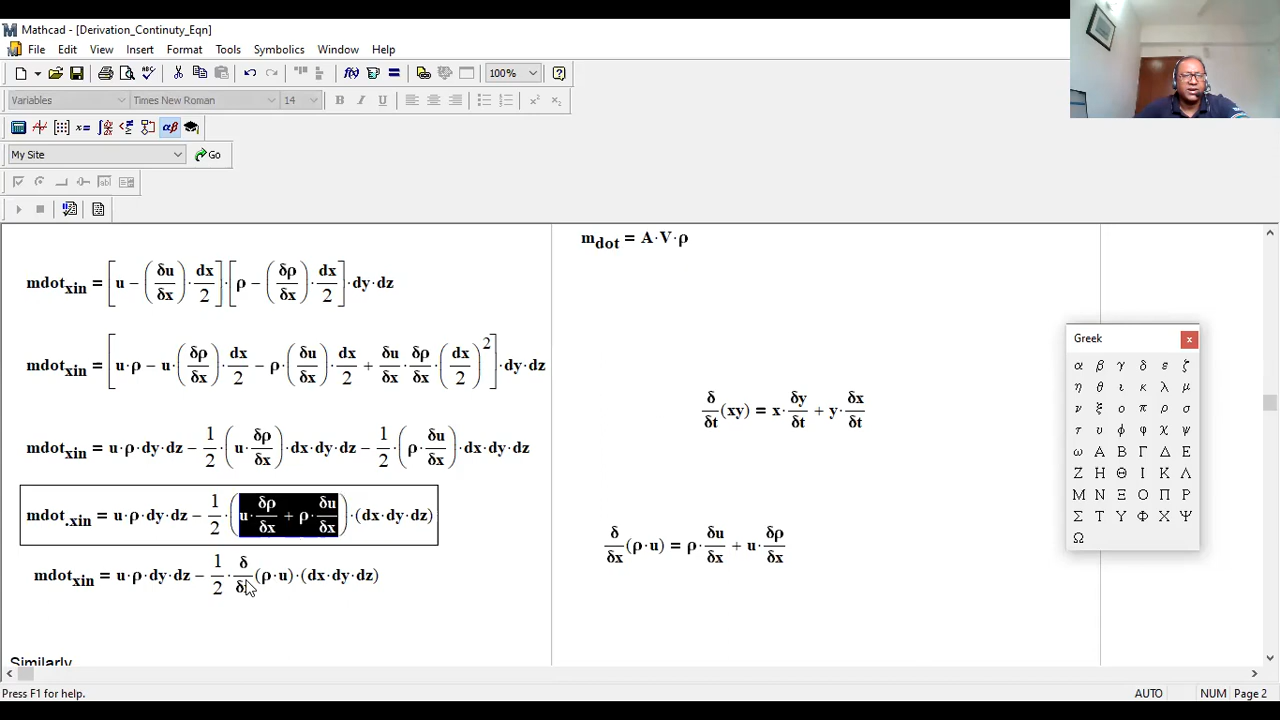 Mathcad - [Derivation_Continuty_Eqn]
File Edit View Insert Format Tools Symbolics Window Help
100%
Variables Times New Roman 14 B I U
αβ
My Site Go
m_dot = A·V·ρ
mdot_xin = [u − (δu/δx)·dx/2]·[ρ − (δρ/δx)·dx/2]·dy·dz
mdot_xin = [u·ρ − u·(δρ/δx)·dx/2 − ρ·(δu/δx)·dx/2 + δu/δx·δρ/δx·(dx/2)^2]·dy·dz
δ/δt(xy) = x·δy/δt + y·δx/δt
mdot_xin = u·ρ·dy·dz − 1/2·(u·δρ/δx)·dx·dy·dz − 1/2·(ρ·δu/δx)·dx·dy·dz
mdot_.xin = u·ρ·dy·dz − 1/2·(u·δρ/δx + ρ·δu/δx)·(dx·dy·dz)
δ/δx(ρ·u) = ρ·δu/δx + u·δρ/δx
mdot_xin = u·ρ·dy·dz − 1/2·δ/δ(ρ·u)·(dx·dy·dz)
Similarly
Greek x
α β γ δ ε ζ
η θ ι κ λ μ
ν ξ ο π ρ σ
τ υ ϕ φ χ ψ
ω Α Β Γ Δ Ε
Ζ Η Θ Ι Κ Λ
Μ Ν Ξ Ο Π Ρ
Σ Τ Υ Φ Χ Ψ
Ω
Press F1 for help. AUTO NUM Page 2